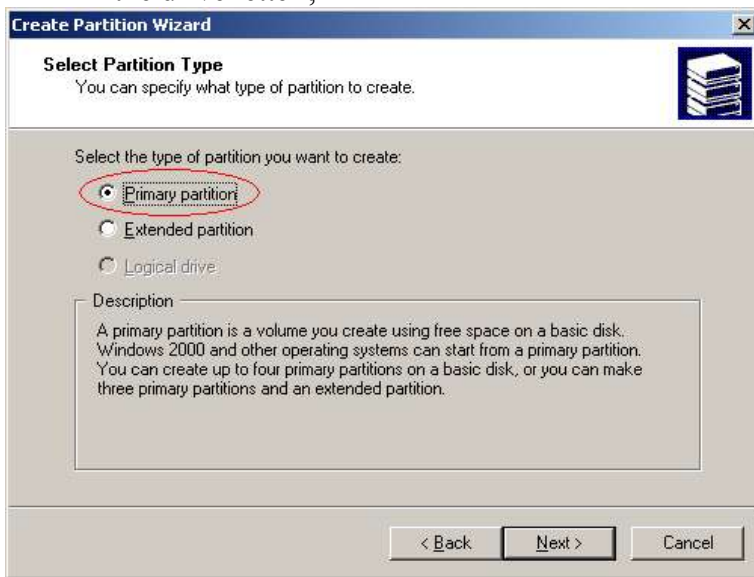 Create Partition Wizard
Select Partition Type
You can specify what type of partition to create.
Select the type of partition you want to create:
Primary partition
Extended partition
Logical drive
Description
A primary partition is a volume you create using free space on a basic disk.
Windows 2000 and other operating systems can start from a primary partition.
You can create up to four primary partitions on a basic disk, or you can make
three primary partitions and an extended partition.
< Back
Next >
Cancel